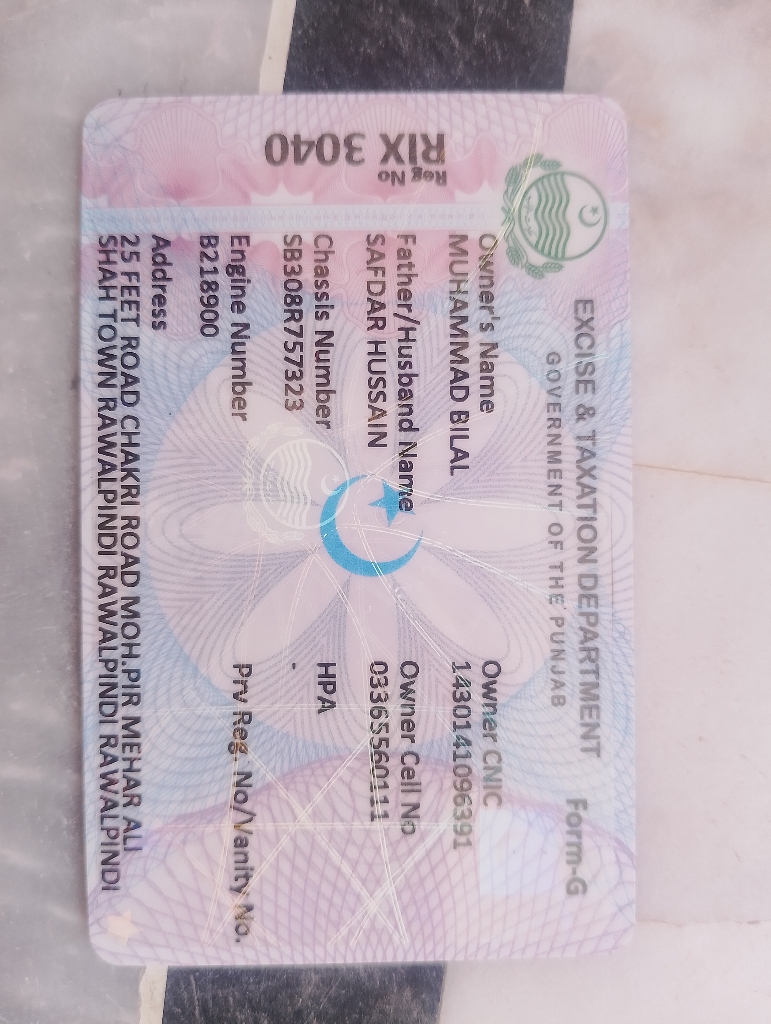 EXCISE & TAXATION DEPARTMENT Form-G
GOVERNMENT OF THE PUNJAB
Reg No
RIX 3040
Owner's Name Owner CNIC
MUHAMMAD BILAL 1430141096391
Father/Husband Name Owner Cell No
SAFDAR HUSSAIN 03365560111
Chassis Number HPA
SB308R757323 -
Engine Number Prv Reg. No/Vanity No.
B218900
Address
25 FEET ROAD CHAKRI ROAD MOH.PIR MEHAR ALI
SHAH TOWN RAWALPINDI RAWALPINDI RAWALPINDI